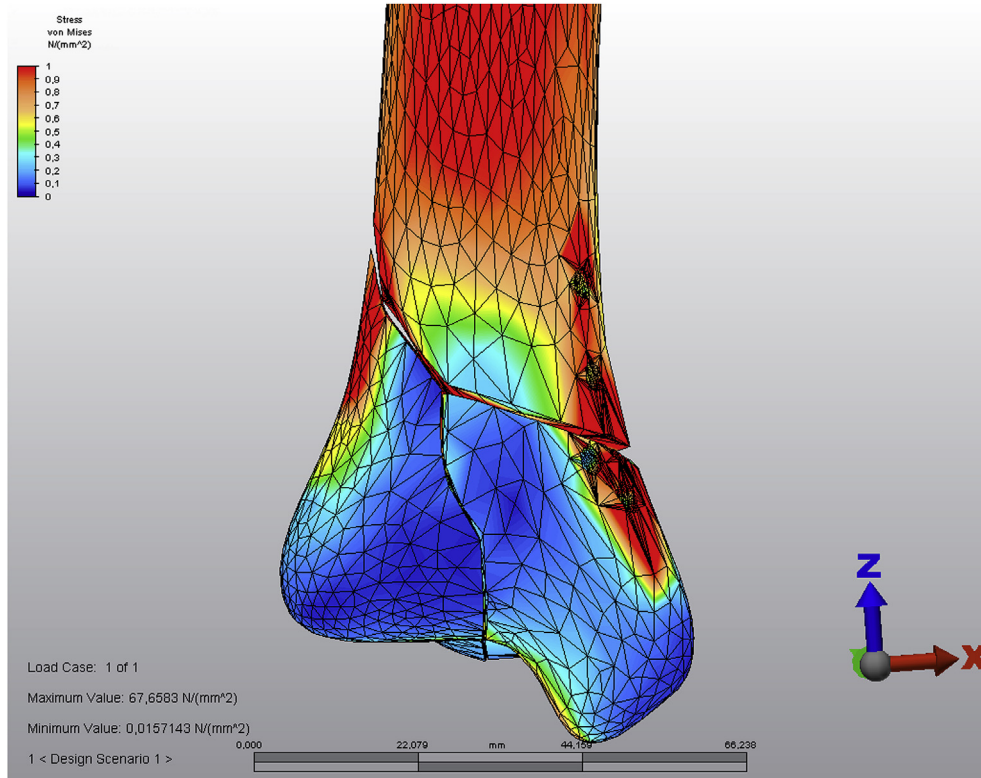 Stress
von Mises
N/(mm^2)
1
0,9
0,8
0,7
0,6
0,5
0,4
0,3
0,2
0,1
0
Z
X
Load Case: 1 of 1
Maximum Value: 67,6583 N/(mm^2)
Minimum Value: 0,0157143 N/(mm^2)
1 < Design Scenario 1 >
0,000 22,079 mm 44,159 66,238